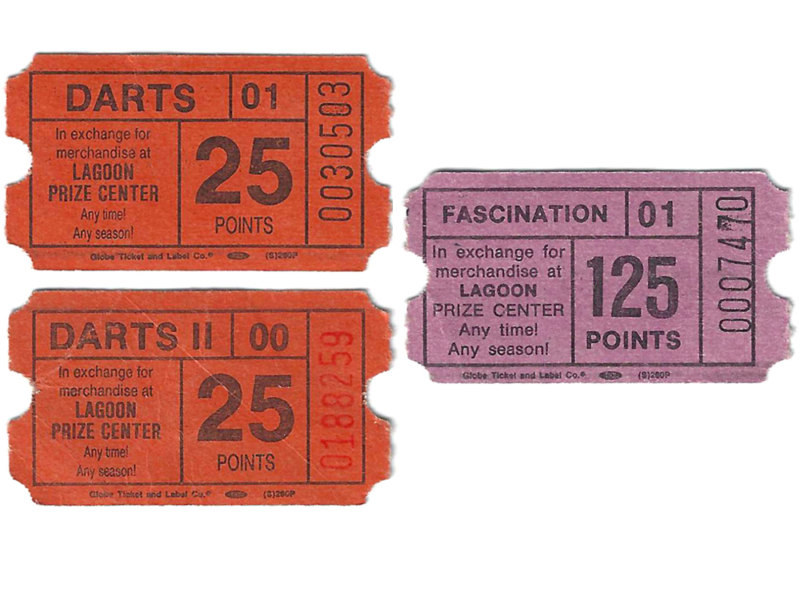 DARTS 01
In exchange for
merchandise at
LAGOON
PRIZE CENTER
Any time!
Any season!
25
POINTS
0030503
Globe Ticket and Label Co.® (S)260P
DARTS II 00
In exchange for
merchandise at
LAGOON
PRIZE CENTER
Any time!
Any season!
25
POINTS
0188259
Globe Ticket and Label Co.® (S)260P
FASCINATION 01
In exchange for
merchandise at
LAGOON
PRIZE CENTER
Any time!
Any season!
125
POINTS
0007470
Globe Ticket and Label Co.® (S)260P